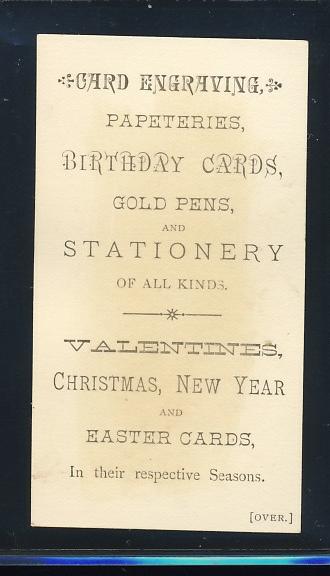 CARD ENGRAVING,
PAPETERIES,
BIRTHDAY CARDS,
GOLD PENS,
AND
STATIONERY
OF ALL KINDS.
VALENTINES,
CHRISTMAS, NEW YEAR
AND
EASTER CARDS,
In their respective Seasons.
[OVER.]